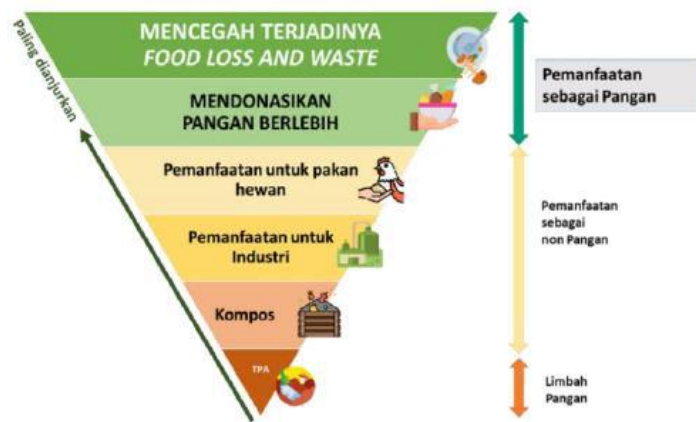 Paling dianjurkan
MENCEGAH TERJADINYA
FOOD LOSS AND WASTE
MENDONASIKAN
PANGAN BERLEBIH
Pemanfaatan untuk pakan
hewan
Pemanfaatan untuk
Industri
Kompos
TPA
Pemanfaatan
sebagai Pangan
Pemanfaatan
sebagai
non Pangan
Limbah
Pangan